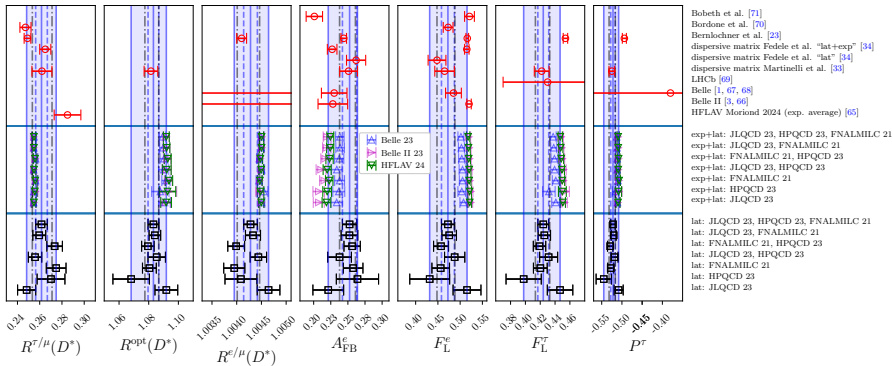 Bobeth et al. [71]
Bordone et al. [70]
Bernlochner et al. [23]
dispersive matrix Fedele et al. "lat+exp" [34]
dispersive matrix Fedele et al. "lat" [34]
dispersive matrix Martinelli et al. [33]
LHCb [69]
Belle [1, 67, 68]
Belle II [3, 66]
HFLAV Moriond 2024 (exp. average) [65]
exp+lat: JLQCD 23, HPQCD 23, FNALMILC 21
exp+lat: JLQCD 23, FNALMILC 21
exp+lat: FNALMILC 21, HPQCD 23
exp+lat: JLQCD 23, HPQCD 23
exp+lat: FNALMILC 21
exp+lat: HPQCD 23
exp+lat: JLQCD 23
Belle 23
Belle II 23
HFLAV 24
lat: JLQCD 23, HPQCD 23, FNALMILC 21
lat: JLQCD 23, FNALMILC 21
lat: FNALMILC 21, HPQCD 23
lat: JLQCD 23, HPQCD 23
lat: FNALMILC 21
lat: HPQCD 23
lat: JLQCD 23
0.24 0.26 0.28 0.30
1.06 1.08 1.10
1.0035 1.0040 1.0045 1.0050
0.20 0.22 0.25 0.28
0.40 0.45 0.47 0.50 0.55
0.38 0.40 0.42 0.44 0.46
-0.55 -0.50 -0.45 -0.40
R^{τ/μ}(D*)
R^{opt}(D*)
R^{e/μ}(D*)
A^e_{FB}
F^e_L
F^τ_L
P^τ